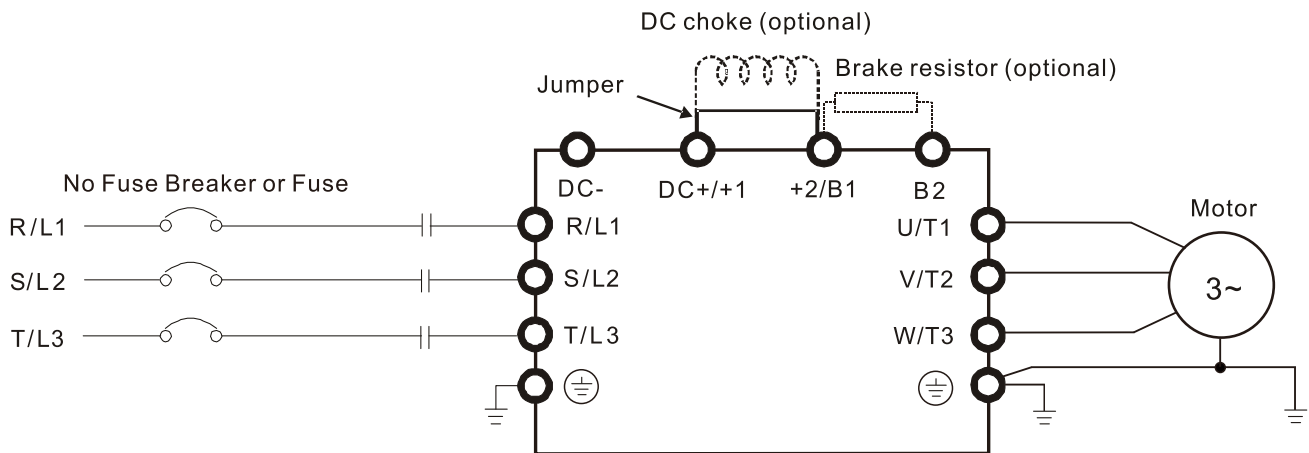 DC choke (optional)
Brake resistor (optional)
Jumper
No Fuse Breaker or Fuse
DC-
DC+/+1
+2/B1
B2
Motor
R/L1
R/L1
U/T1
S/L2
S/L2
V/T2
3~
T/L3
T/L3
W/T3